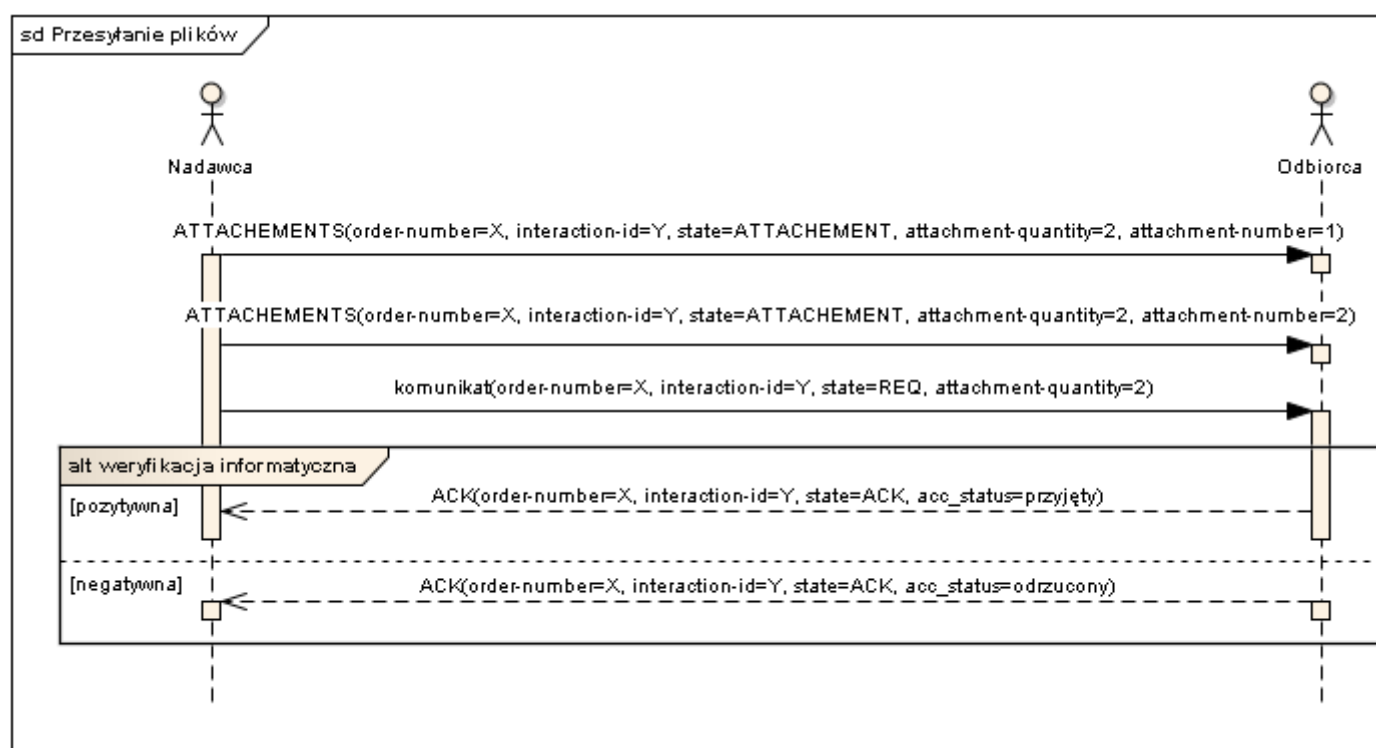 sd Przesyłanie plików
Nadawca
Odbiorca
ATTACHEMENTS(order-number=X, interaction-id=Y, state=ATTACHEMENT, attachment-quantity=2, attachment-number=1)
ATTACHEMENTS(order-number=X, interaction-id=Y, state=ATTACHEMENT, attachment-quantity=2, attachment-number=2)
komunikat(order-number=X, interaction-id=Y, state=REQ, attachment-quantity=2)
alt weryfikacja informatyczna
[pozytywna]
ACK(order-number=X, interaction-id=Y, state=ACK, acc_status=przyjęty)
[negatywna]
ACK(order-number=X, interaction-id=Y, state=ACK, acc_status=odrzucony)